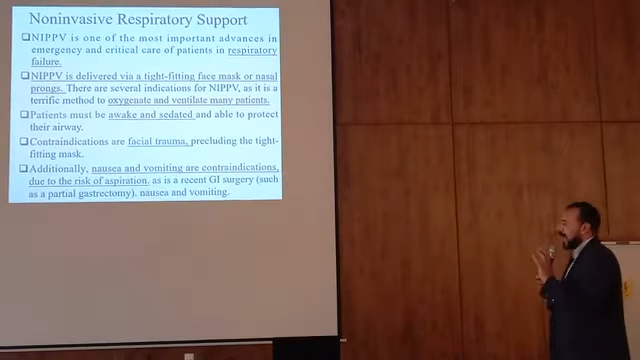 Noninvasive Respiratory Support
❑NIPPV is one of the most important advances in
emergency and critical care of patients in respiratory
failure.
❑NIPPV is delivered via a tight-fitting face mask or nasal
prongs. There are several indications for NIPPV, as it is a
terrific method to oxygenate and ventilate many patients.
❑Patients must be awake and sedated and able to protect
their airway.
❑Contraindications are facial trauma, precluding the tight-
fitting mask.
❑Additionally, nausea and vomiting are contraindications,
due to the risk of aspiration. as is a recent GI surgery (such
as a partial gastrectomy). nausea and vomiting.